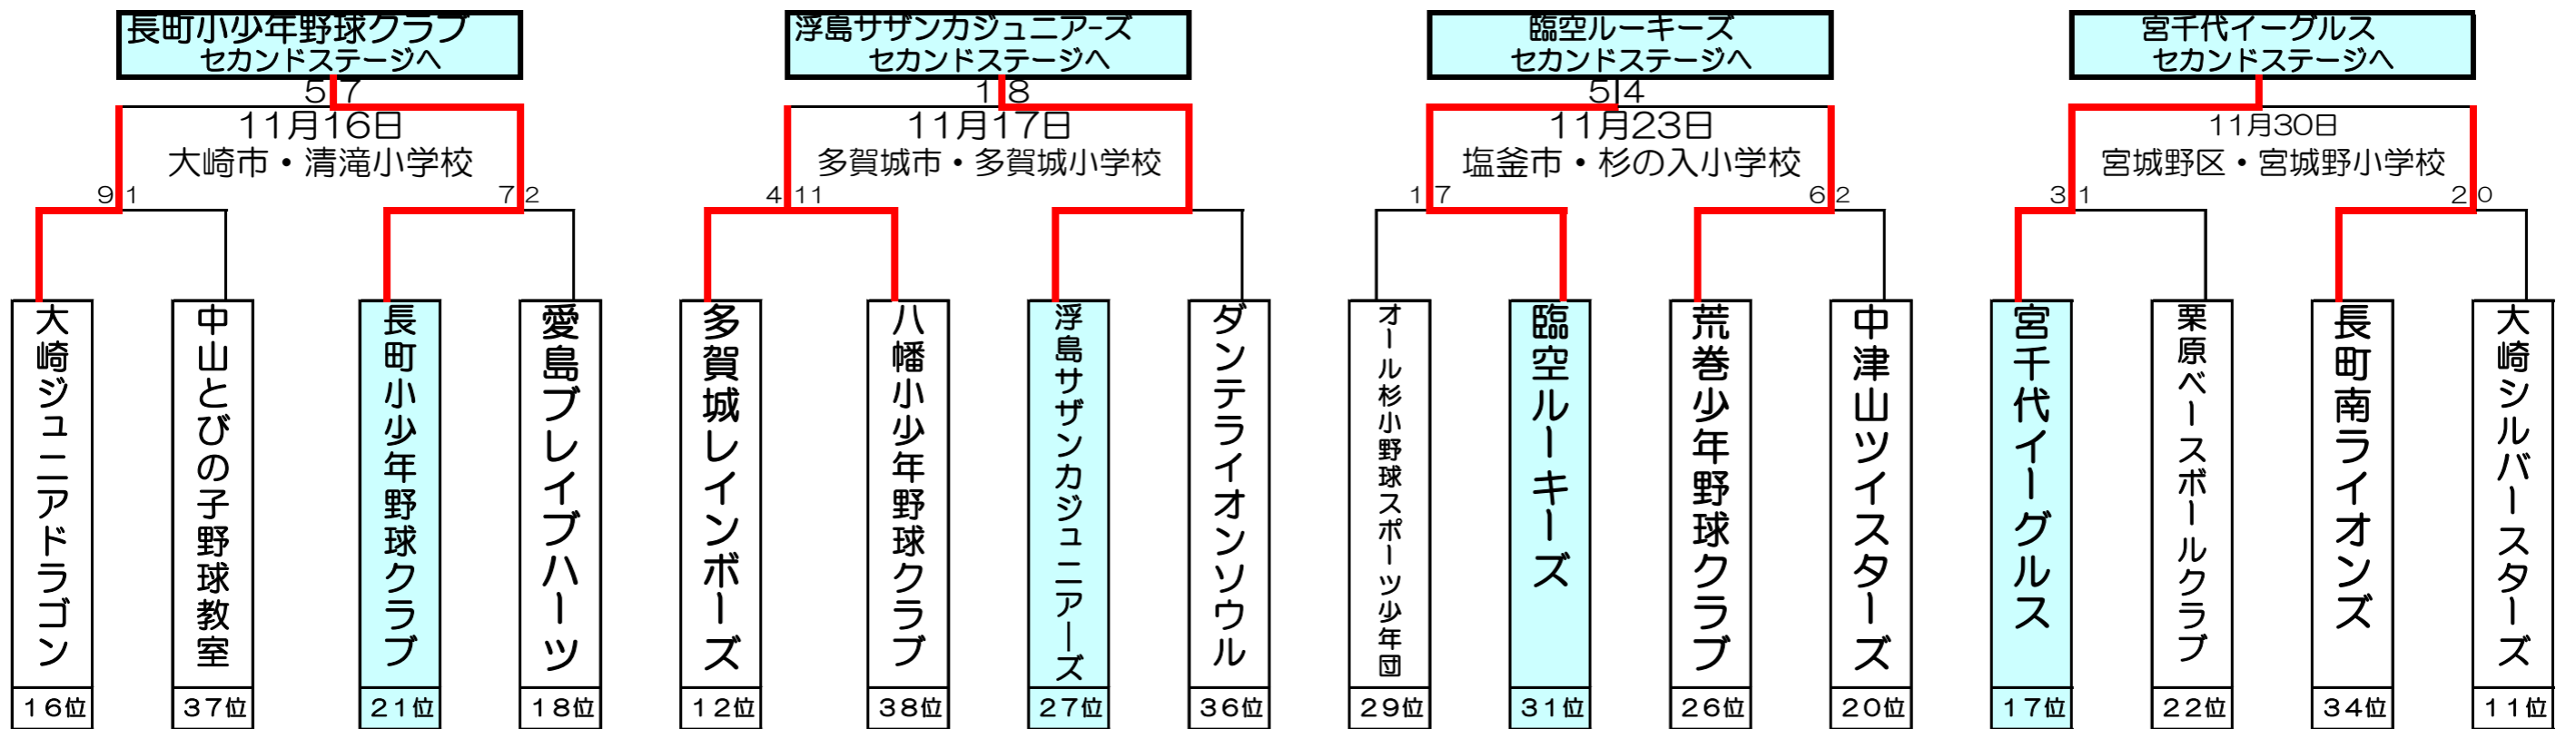 長町小少年野球クラブ
セカンドステージへ
5 7
11月16日
大崎市・清滝小学校
9 1
7 2
大崎ジュニアドラゴン
16位
中山とびの子野球教室
37位
長町小少年野球クラブ
21位
愛島ブレイブハーツ
18位
浮島サザンカジュニアーズ
セカンドステージへ
1 8
11月17日
多賀城市・多賀城小学校
4 11
多賀城レインボーズ
12位
八幡小少年野球クラブ
38位
浮島サザンカジュニアーズ
27位
ダンテライオンソウル
36位
臨空ルーキーズ
セカンドステージへ
5 4
11月23日
塩釜市・杉の入小学校
1 7
6 2
オール杉小野球スポーツ少年団
29位
臨空ルーキーズ
31位
荒巻少年野球クラブ
26位
中津山ツイスターズ
20位
宮千代イーグルス
セカンドステージへ
11月30日
宮城野区・宮城野小学校
3 1
2 0
宮千代イーグルス
17位
栗原ベースボールクラブ
22位
長町南ライオンズ
34位
大崎シルバースターズ
11位